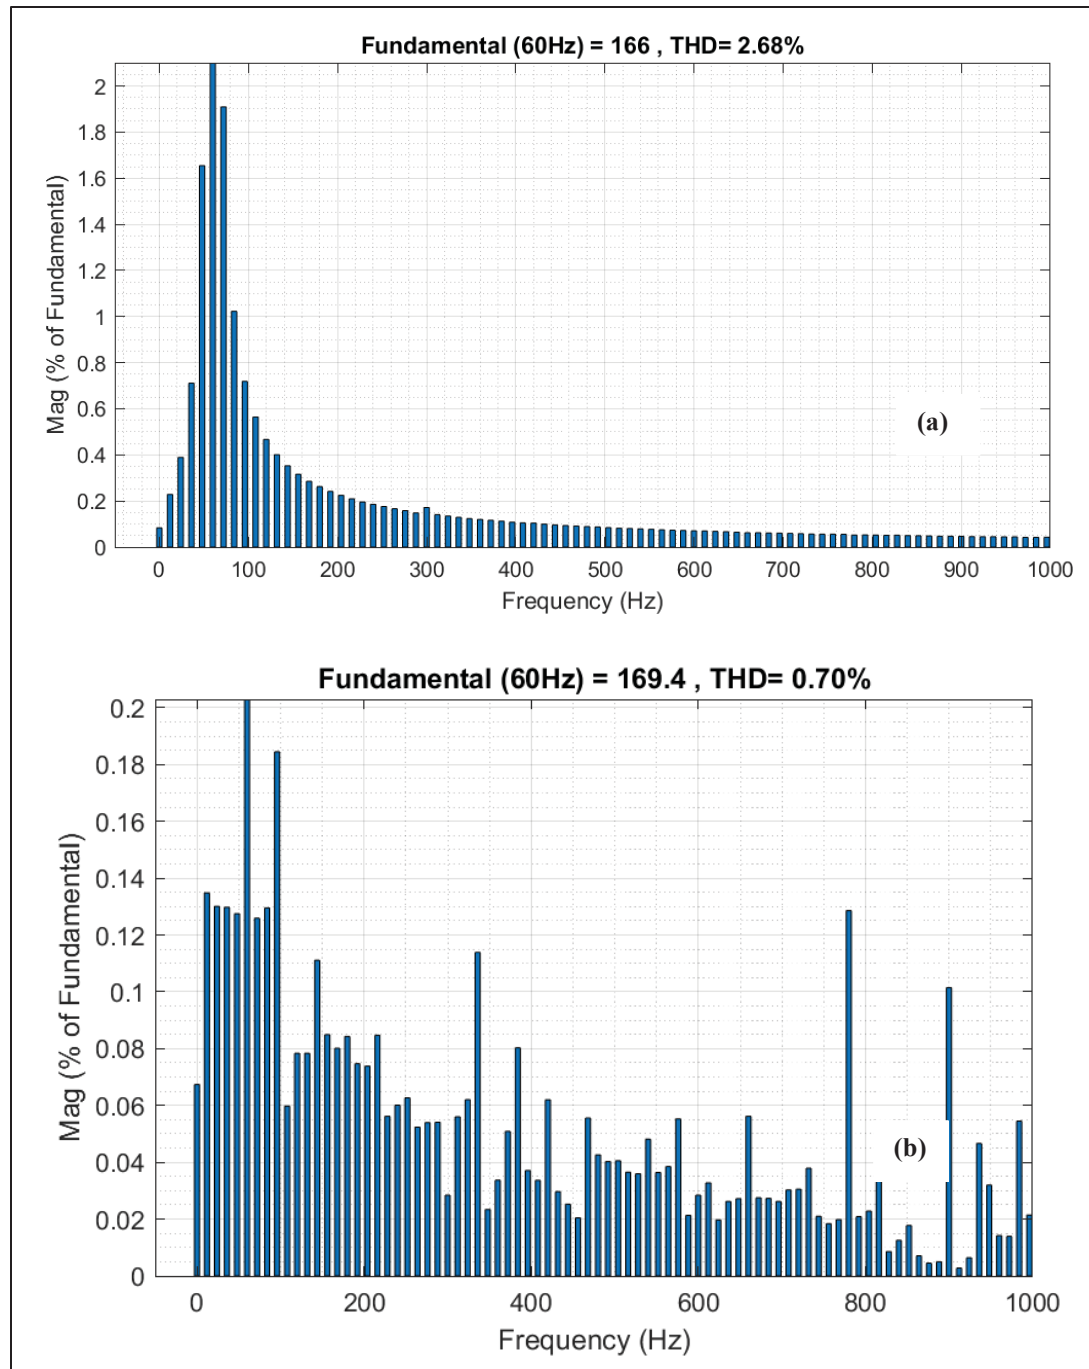 Fundamental (60Hz) = 166 , THD= 2.68%
Mag (% of Fundamental)
2
1.8
1.6
1.4
1.2
1
0.8
0.6
0.4
0.2
0
(a)
0 100 200 300 400 500 600 700 800 900 1000
Frequency (Hz)
Fundamental (60Hz) = 169.4 , THD= 0.70%
Mag (% of Fundamental)
0.2
0.18
0.16
0.14
0.12
0.1
0.08
0.06
0.04
0.02
0
(b)
0 200 400 600 800 1000
Frequency (Hz)